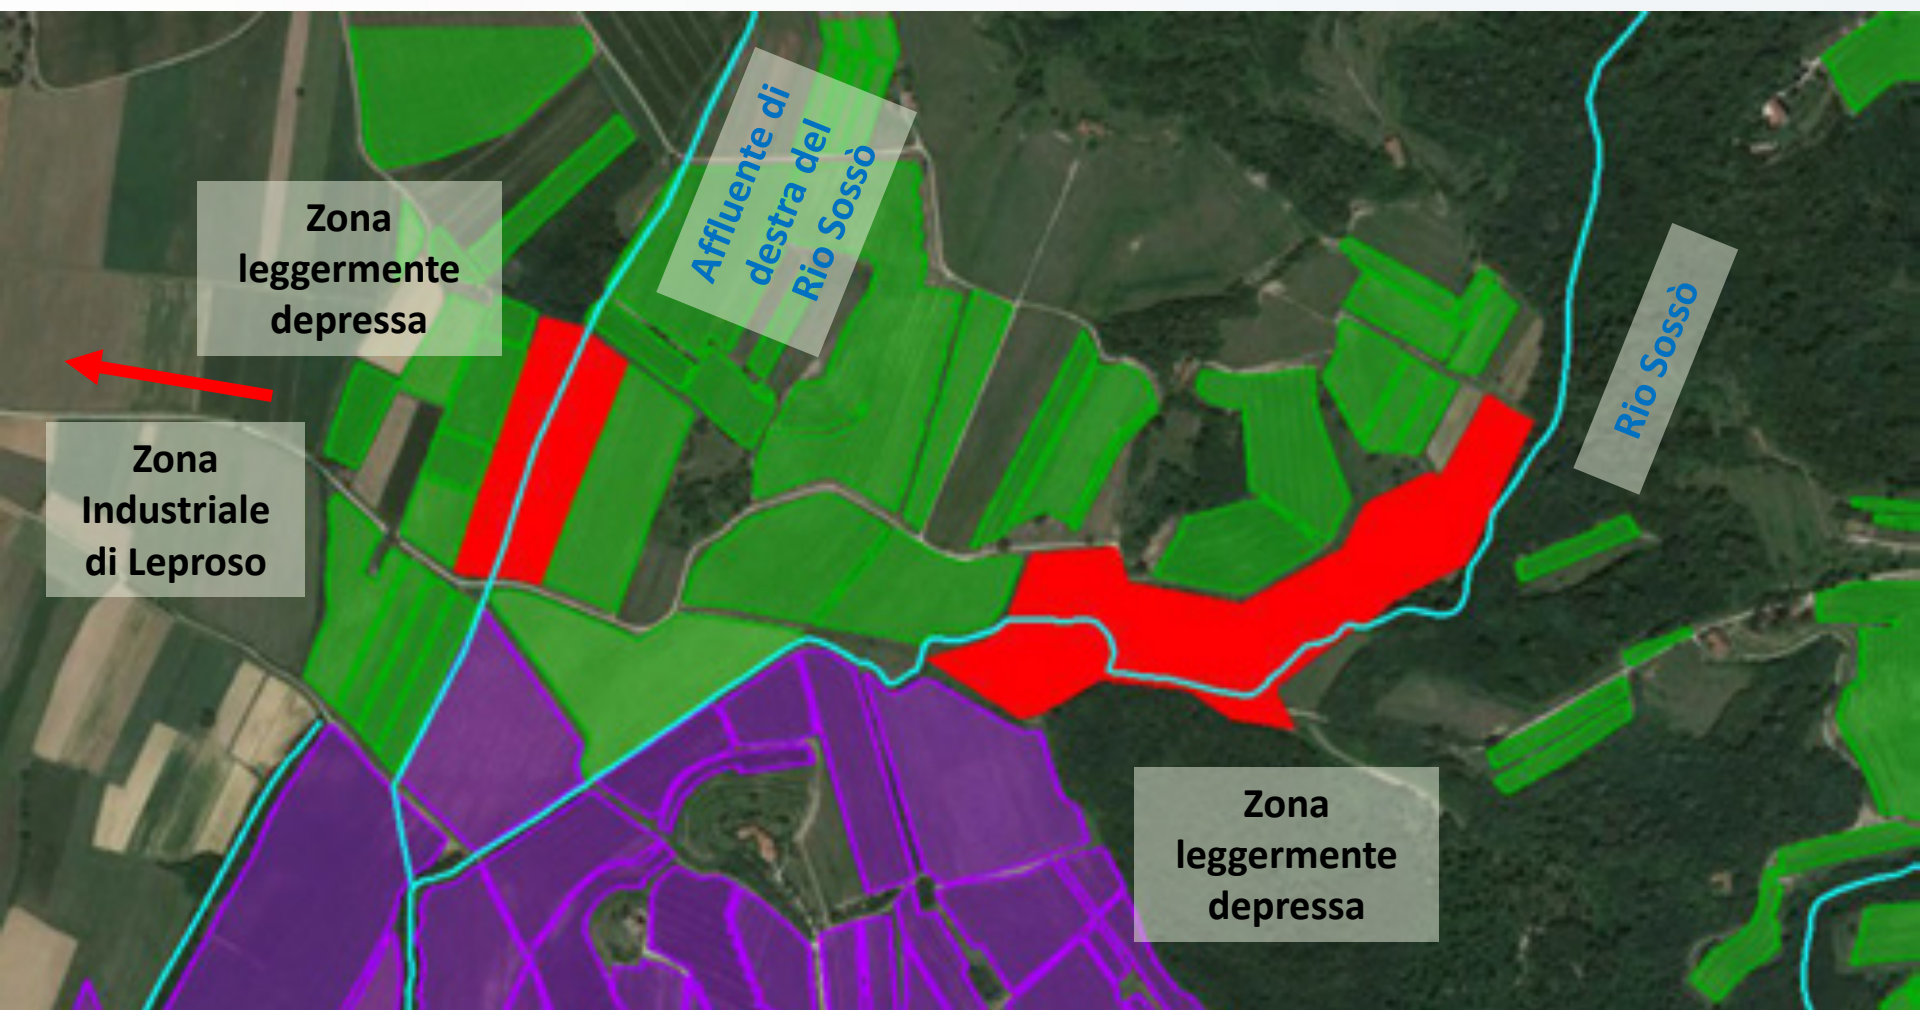 Affluente di
destra del
Rio Sossò
Zona
leggermente
depressa
Rio Sossò
Zona
Industriale
di Leproso
Zona
leggermente
depressa